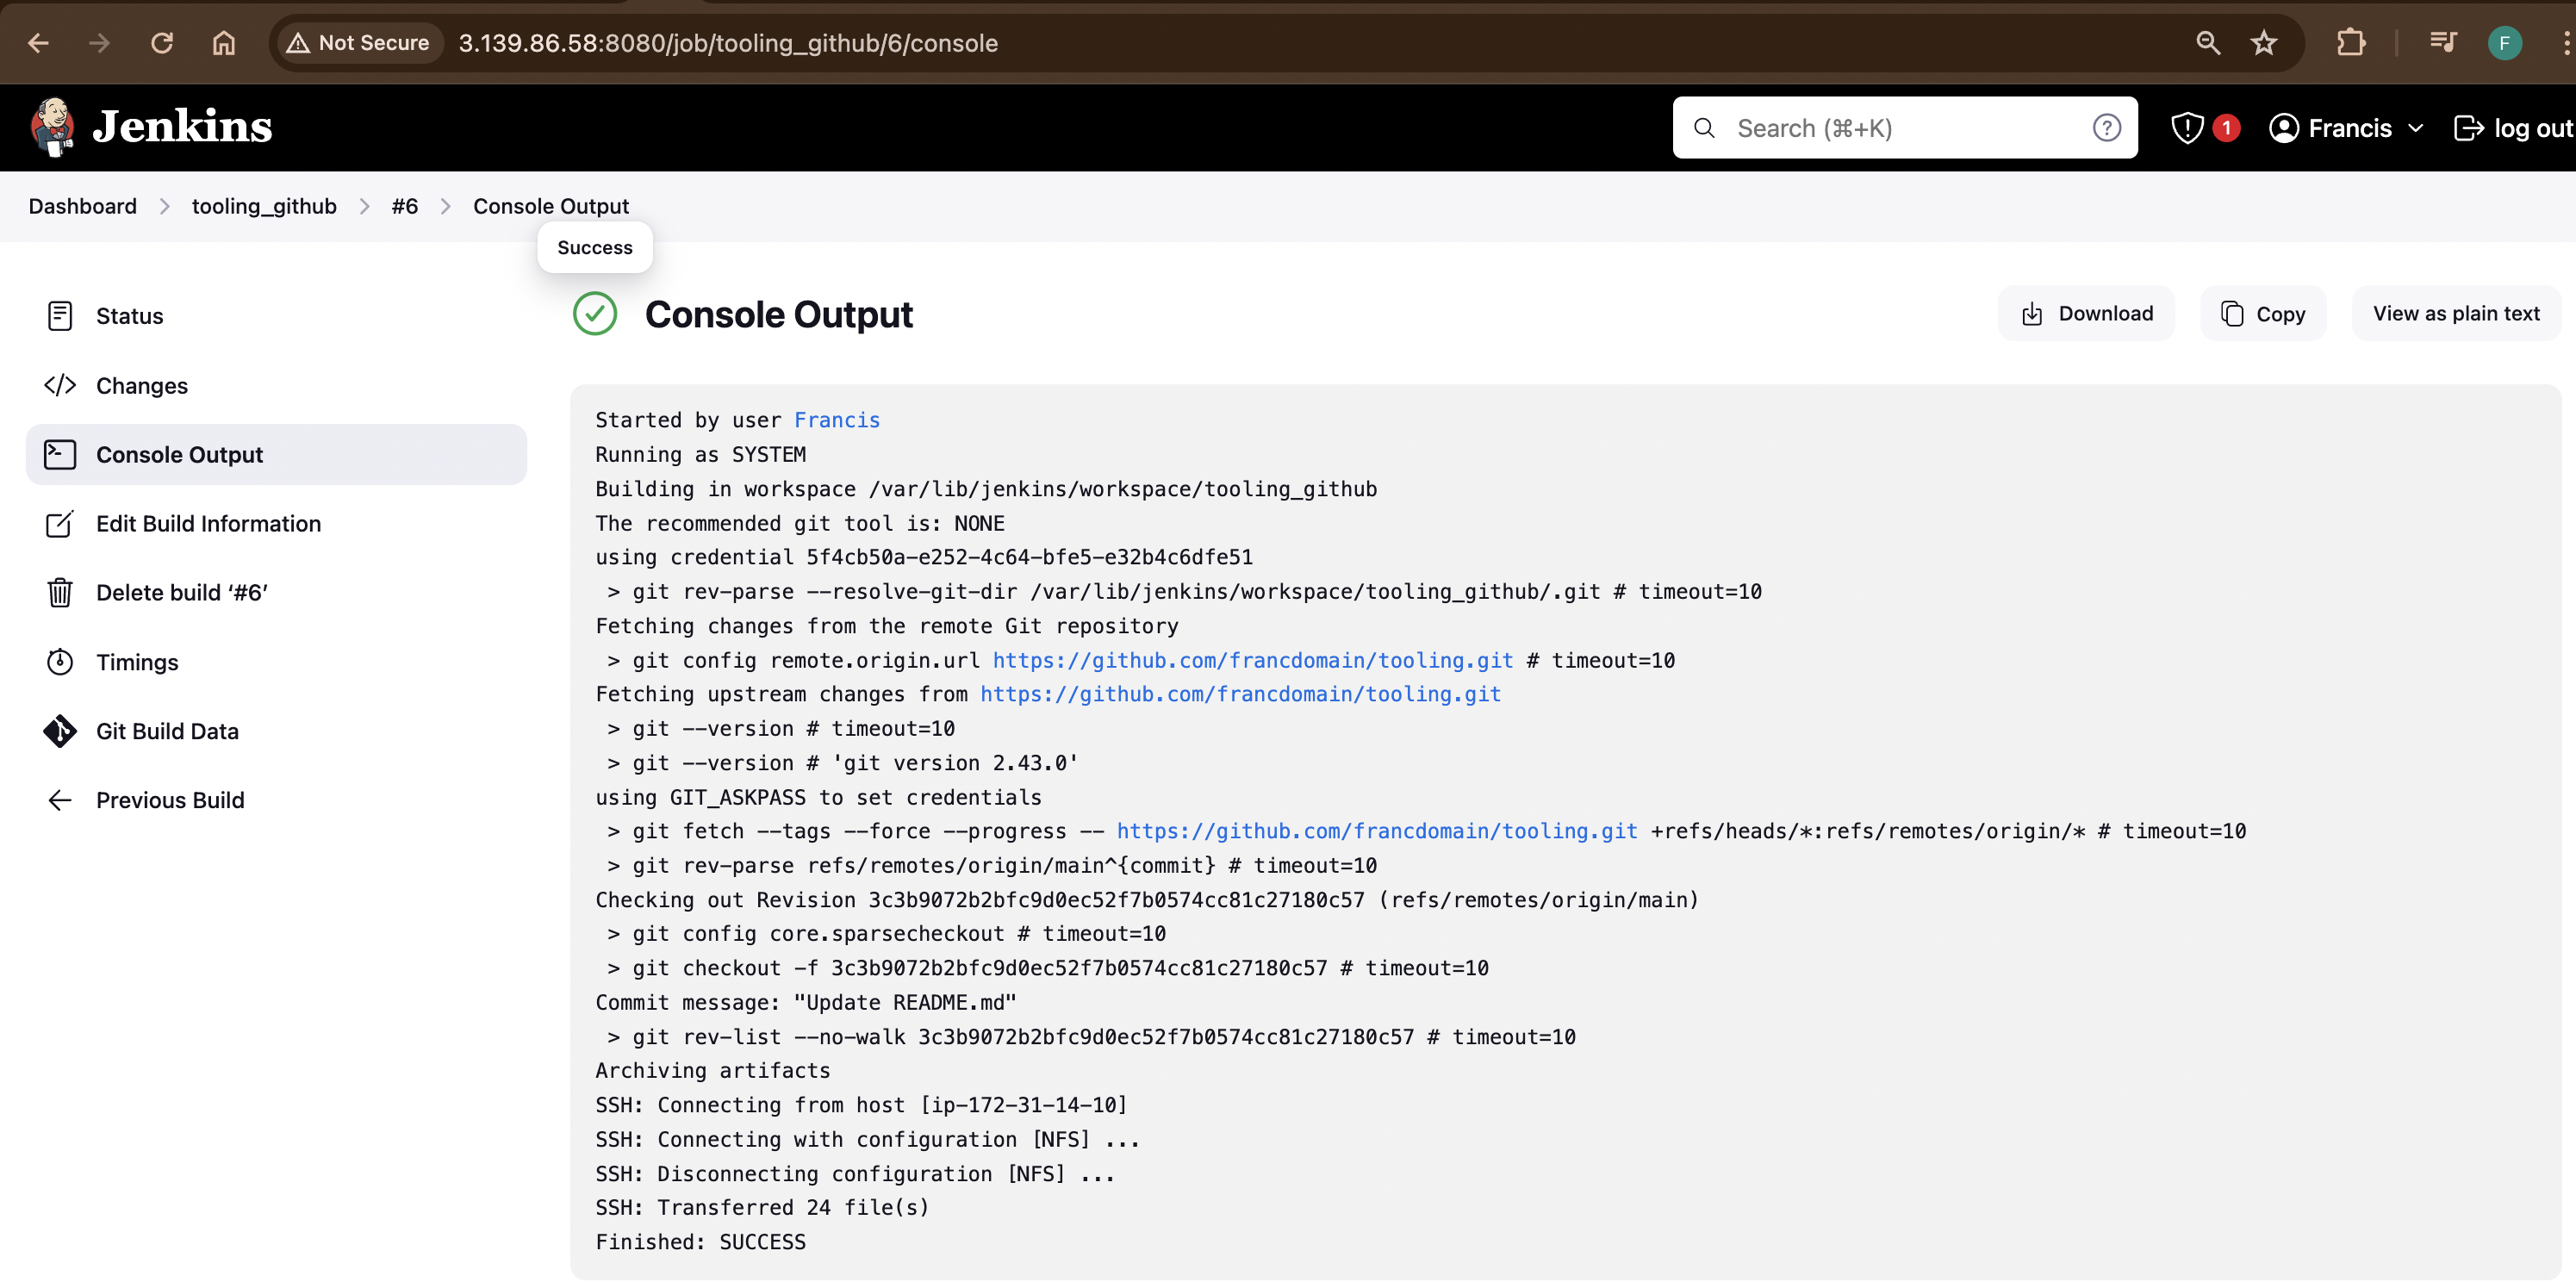 Not Secure 3.139.86.58:8080/job/tooling_github/6/console
F
Jenkins
Search (⌘+K)
1
Francis
log out
Dashboard
tooling_github
#6
Console Output
Success
Status
Changes
Console Output
Edit Build Information
Delete build ‘#6’
Timings
Git Build Data
Previous Build
Console Output
Download
Copy
View as plain text
Started by user Francis
Running as SYSTEM
Building in workspace /var/lib/jenkins/workspace/tooling_github
The recommended git tool is: NONE
using credential 5f4cb50a-e252-4c64-bfe5-e32b4c6dfe51
> git rev-parse --resolve-git-dir /var/lib/jenkins/workspace/tooling_github/.git # timeout=10
Fetching changes from the remote Git repository
> git config remote.origin.url https://github.com/francdomain/tooling.git # timeout=10
Fetching upstream changes from https://github.com/francdomain/tooling.git
> git --version # timeout=10
> git --version # 'git version 2.43.0'
using GIT_ASKPASS to set credentials
> git fetch --tags --force --progress -- https://github.com/francdomain/tooling.git +refs/heads/*:refs/remotes/origin/* # timeout=10
> git rev-parse refs/remotes/origin/main^{commit} # timeout=10
Checking out Revision 3c3b9072b2bfc9d0ec52f7b0574cc81c27180c57 (refs/remotes/origin/main)
> git config core.sparsecheckout # timeout=10
> git checkout -f 3c3b9072b2bfc9d0ec52f7b0574cc81c27180c57 # timeout=10
Commit message: "Update README.md"
> git rev-list --no-walk 3c3b9072b2bfc9d0ec52f7b0574cc81c27180c57 # timeout=10
Archiving artifacts
SSH: Connecting from host [ip-172-31-14-10]
SSH: Connecting with configuration [NFS] ...
SSH: Disconnecting configuration [NFS] ...
SSH: Transferred 24 file(s)
Finished: SUCCESS